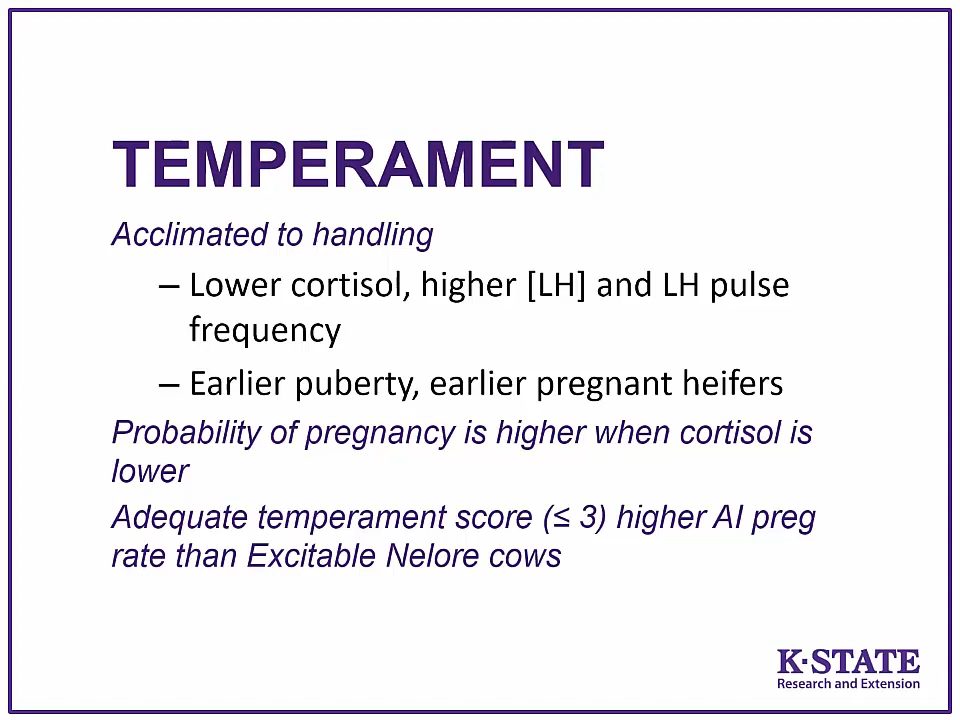 TEMPERAMENT
Acclimated to handling
– Lower cortisol, higher [LH] and LH pulse
frequency
– Earlier puberty, earlier pregnant heifers
Probability of pregnancy is higher when cortisol is
lower
Adequate temperament score (≤ 3) higher AI preg
rate than Excitable Nelore cows
K·STATE
Research and Extension